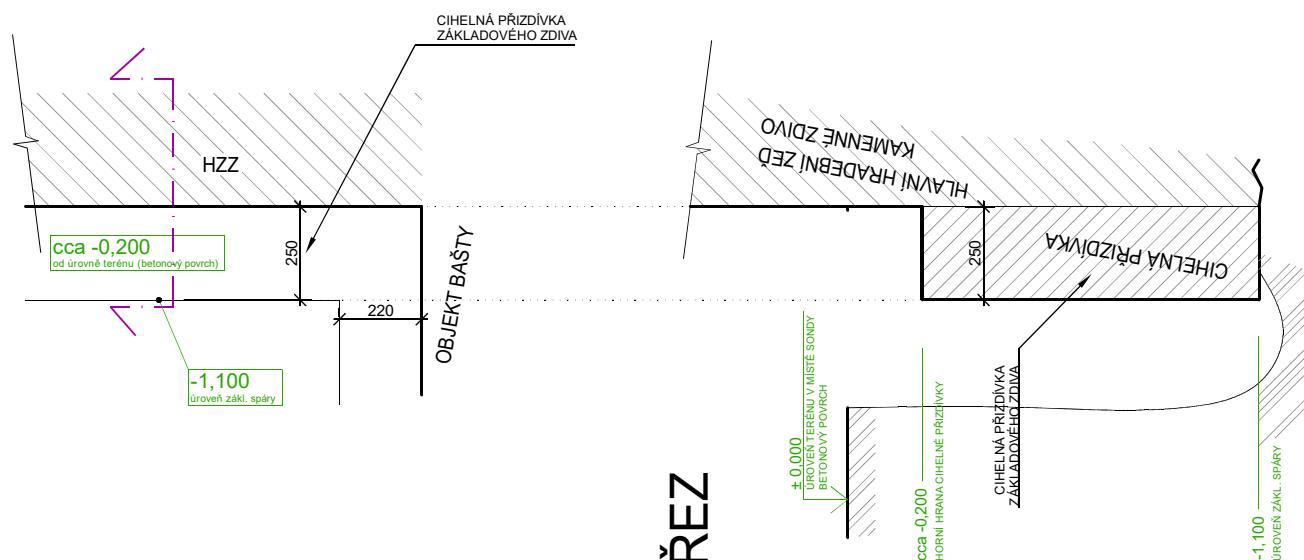 CIHELNÁ PŘIZDÍVKA
ZÁKLADOVÉHO ZDIVA
HZZ
cca -0,200
od úrovně terénu (betonový povrch)
250
220
OBJEKT BAŠTY
-1,100
úroveň zákl. spáry
HLAVNÍ HRADEBNÍ ZEĎ
KAMENNÉ ZDIVO
250
CIHELNÁ PŘIZDÍVKA
± 0,000
ÚROVEŇ TERÉNU V MÍSTĚ SONDY
BETONOVÝ POVRCH
cca -0,200
HORNÍ HRANA CIHELNÉ PŘIZDÍVKY
CIHELNÁ PŘIZDÍVKA
ZÁKLADOVÉHO ZDIVA
-1,100
ÚROVEŇ ZÁKL. SPÁRY
ŘEZ